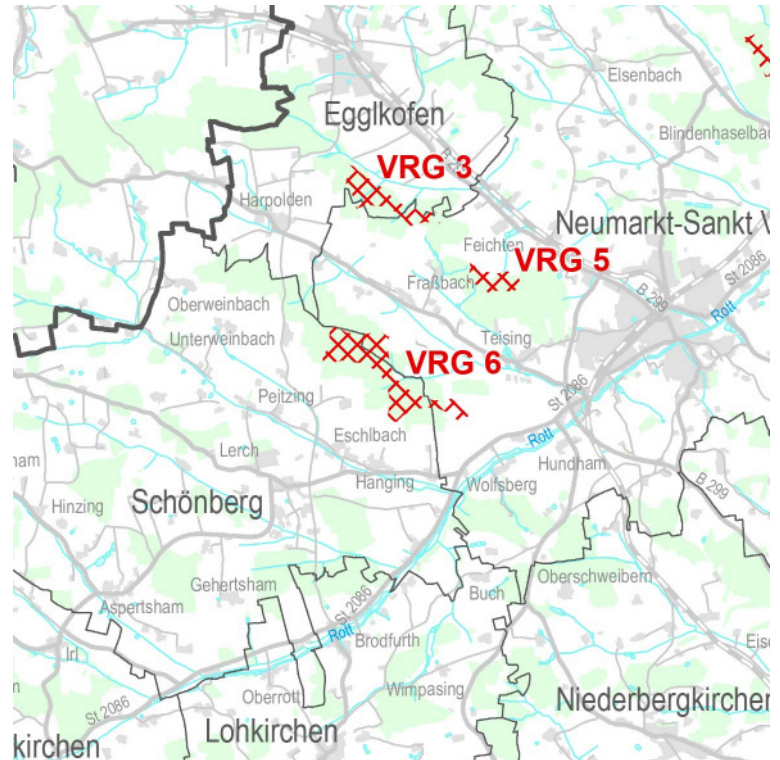 Egglkofen
Elsenbach
Blindenhaselbac
VRG 3
Harpolden
Neumarkt-Sankt V
Feichten
VRG 5
Fraßbach
St 2086
B 299
Rott
Oberweinbach
Unterweinbach
Teising
VRG 6
Peitzing
St 2086
Eschlbach
Rott
Lerch
Hundham
ham
Hanging
Wolfsberg
B 299
Hinzing
Schönberg
Gehertsham
Buch
Oberschweibern
Aspertsham
St 2086
Rott
Brodfurth
Irl
Eise
Oberrott
Wimpasing
St 2086
Niederbergkircher
Lohkirchen
kirchen